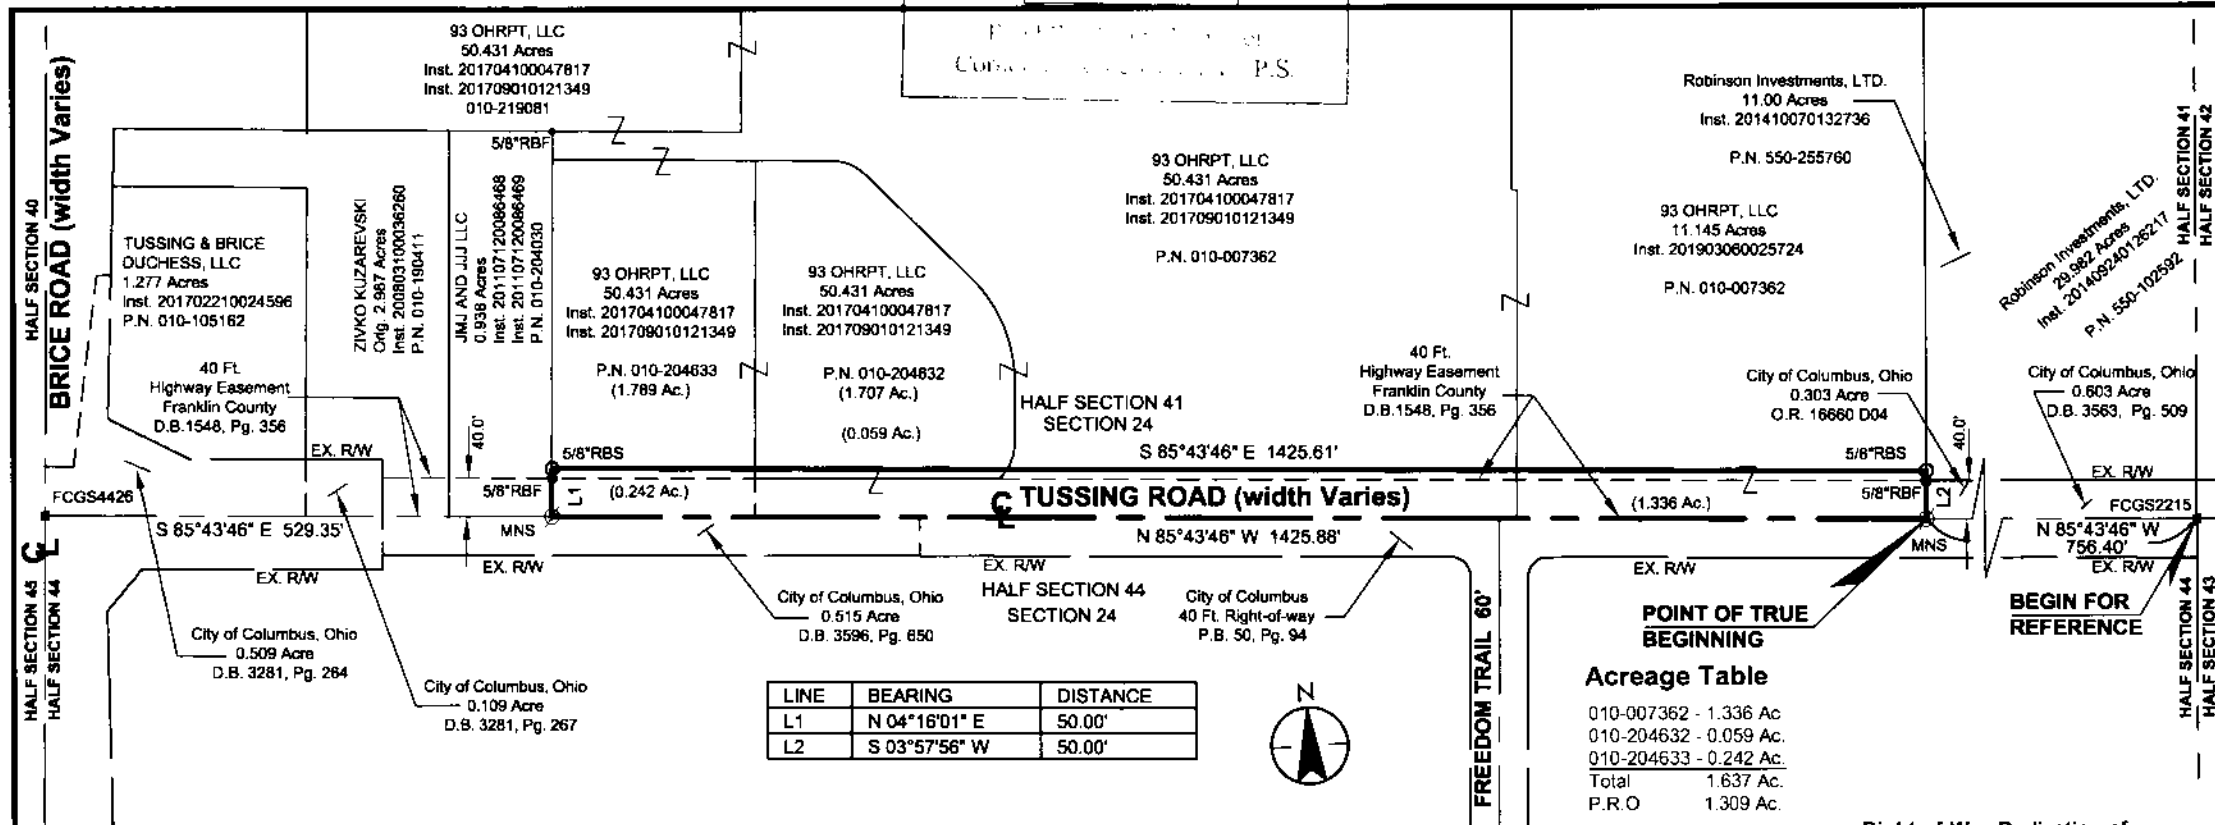 93 OHRPT, LLC
50.431 Acres
Inst. 201704100047817
Inst. 201709010121349
010-219081
P.S.
Robinson Investments, LTD.
11.00 Acres
Inst. 201410070132736
P.N. 550-255760
HALF SECTION 41
HALF SECTION 42
HALF SECTION 40
BRICE ROAD (width Varies)
5/8"RBF
TUSSING & BRICE
DUCHESS, LLC
1.277 Acres
Inst. 201702210024596
P.N. 010-105162
ZIVKO KUZAREVSKI
Orig. 2.987 Acres
Inst. 200803100036260
P.N. 010-190411
JMJ AND JJJ LLC
0.938 Acres
Inst. 201107120086468
Inst. 201107120086469
P.N. 010-204030
93 OHRPT, LLC
50.431 Acres
Inst. 201704100047817
Inst. 201709010121349
P.N. 010-204633
(1.789 Ac.)
93 OHRPT, LLC
50.431 Acres
Inst. 201704100047817
Inst. 201709010121349
P.N. 010-204632
(1.707 Ac.)
(0.059 Ac.)
93 OHRPT, LLC
50.431 Acres
Inst. 201704100047817
Inst. 201709010121349
P.N. 010-007362
93 OHRPT, LLC
11.145 Acres
Inst. 201903060025724
P.N. 010-007362
Robinson Investments, LTD.
29.982 Acres
Inst. 201409240126217
P.N. 550-102592
40 Ft.
Highway Easement
Franklin County
D.B.1548, Pg. 356
HALF SECTION 41
SECTION 24
40 Ft.
Highway Easement
Franklin County
D.B.1548, Pg. 356
City of Columbus, Ohio
0.303 Acre
O.R. 16660 D04
City of Columbus, Ohio
0.603 Acre
D.B. 3563, Pg. 509
EX. R/W
40.0'
5/8"RBS
S 85°43'46" E 1425.61'
5/8"RBS
40.0'
EX. R/W
FCGS4426
5/8"RBF
L1
(0.242 Ac.)
TUSSING ROAD (width Varies)
(1.336 Ac.)
5/8"RBF
L2
FCGS2215
S 85°43'46" E 529.35'
MNS
N 85°43'46" W 1425.88'
MNS
N 85°43'46" W
756.40'
EX. R/W
EX. R/W
EX. R/W
EX. R/W
EX. R/W
HALF SECTION 45
HALF SECTION 44
HALF SECTION 44
SECTION 24
City of Columbus, Ohio
0.509 Acre
D.B. 3281, Pg. 264
City of Columbus, Ohio
0.109 Acre
D.B. 3281, Pg. 267
City of Columbus, Ohio
0.515 Acre
D.B. 3596, Pg. 650
City of Columbus
40 Ft. Right-of-way
P.B. 50, Pg. 94
FREEDOM TRAIL 60'
POINT OF TRUE
BEGINNING
BEGIN FOR
REFERENCE
HALF SECTION 44
HALF SECTION 43
LINE BEARING DISTANCE
L1 N 04°16'01" E 50.00'
L2 S 03°57'56" W 50.00'
N
Acreage Table
010-007362 - 1.336 Ac
010-204632 - 0.059 Ac.
010-204633 - 0.242 Ac.
Total 1.637 Ac.
P.R.O 1.309 Ac.